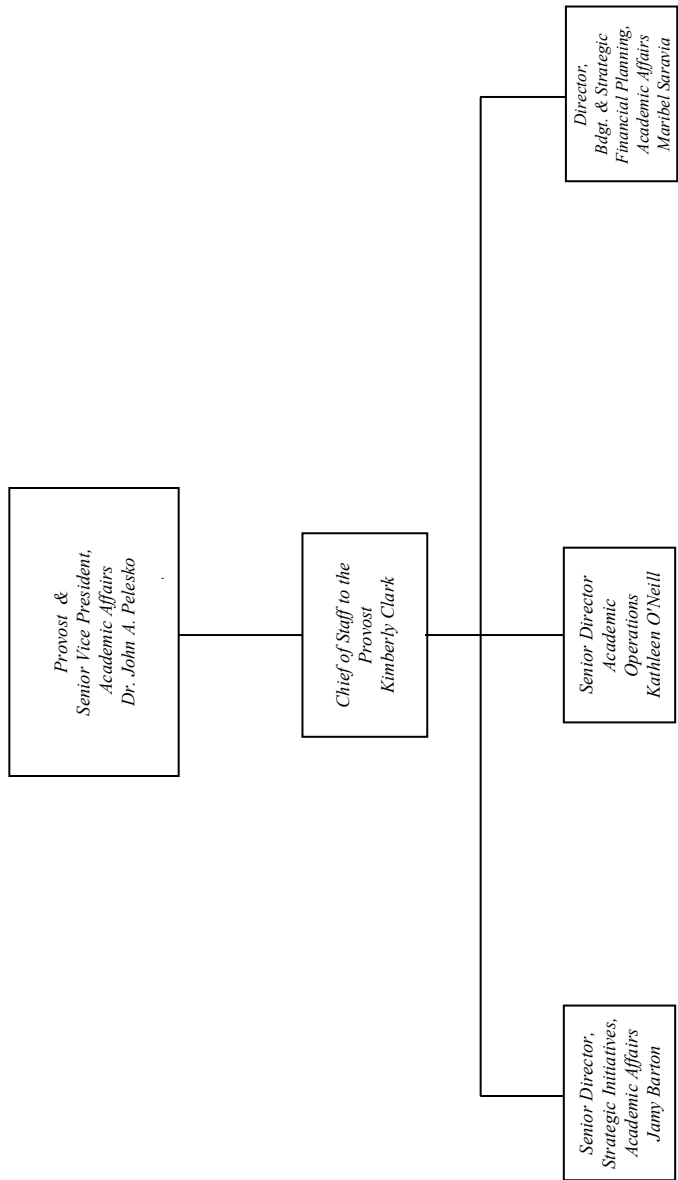 Provost &
Senior Vice President,
Academic Affairs
Dr. John A. Pelesko
.
Chief of Staff to the
Provost
Kimberly Clark
Senior Director,
Strategic Initiatives,
Academic Affairs
Jamy Barton
Senior Director
Academic
Operations
Kathleen O'Neill
Director,
Bdgt. & Strategic
Financial Planning,
Academic Affairs
Maribel Saravia